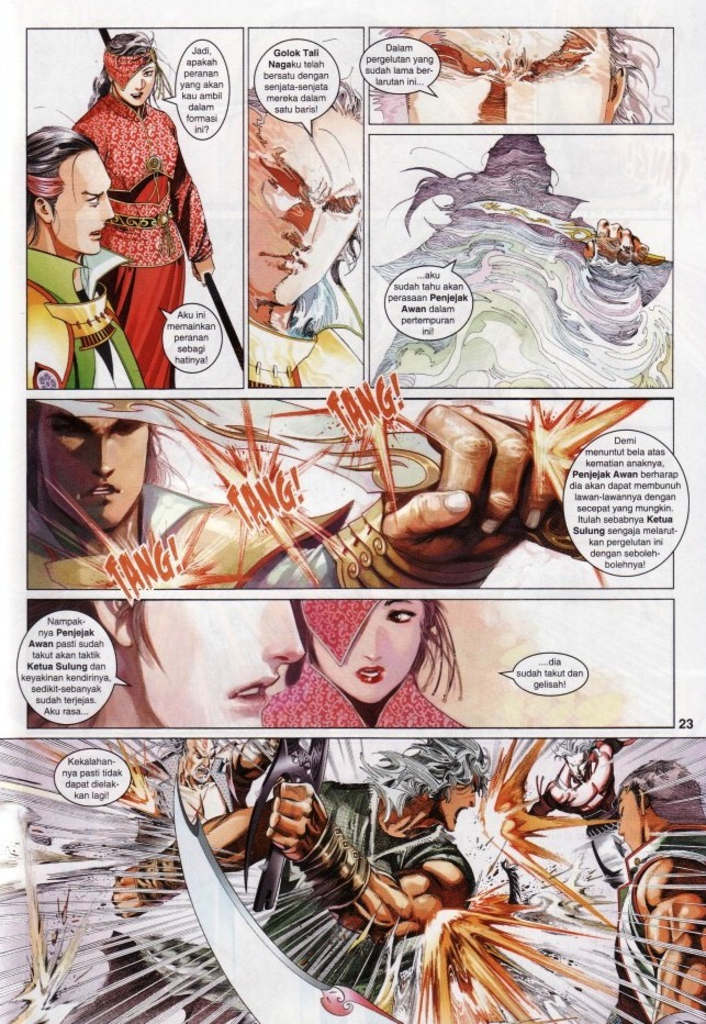 Jadi,
apakah
peranan
yang akan
kau ambil
dalam
formasi
ini?
Aku
memainkan
peranan
sebagi
hatinya!
Golok Tali
Nagaku telah
bersatu dengan
senjata-senjata
mereka dalam
satu baris!
Dalam
pergelutan yang
sudah lama ber-
larutan ini...
...aku
sudah tahu akan
perasaan Penjejak
Awan dalam
pertempuran
ini!
TANG!
TANG!
TANG!
Demi
menuntut bela atas
kematian anaknya,
Penjejak Awan berharap
dia akan dapat membunuh
lawan-lawannya dengan
secepat yang mungkin.
Itulah sebabnya Ketua
Sulung sengaja melarut-
kan pergelutan ini
dengan seboleh-
bolehnya!
Nampak-
nya Penjejak
Awan pasti sudah
takut akan taktik
Ketua Sulung dan
keyakinan kendirinya,
sedikit-sebanyak
sudah terjejas.
Aku rasa...
....dia
sudah takut dan
gelisah!
23
Kekalahan-
nya pasti tidak
dapat dielak-
kan lagi!